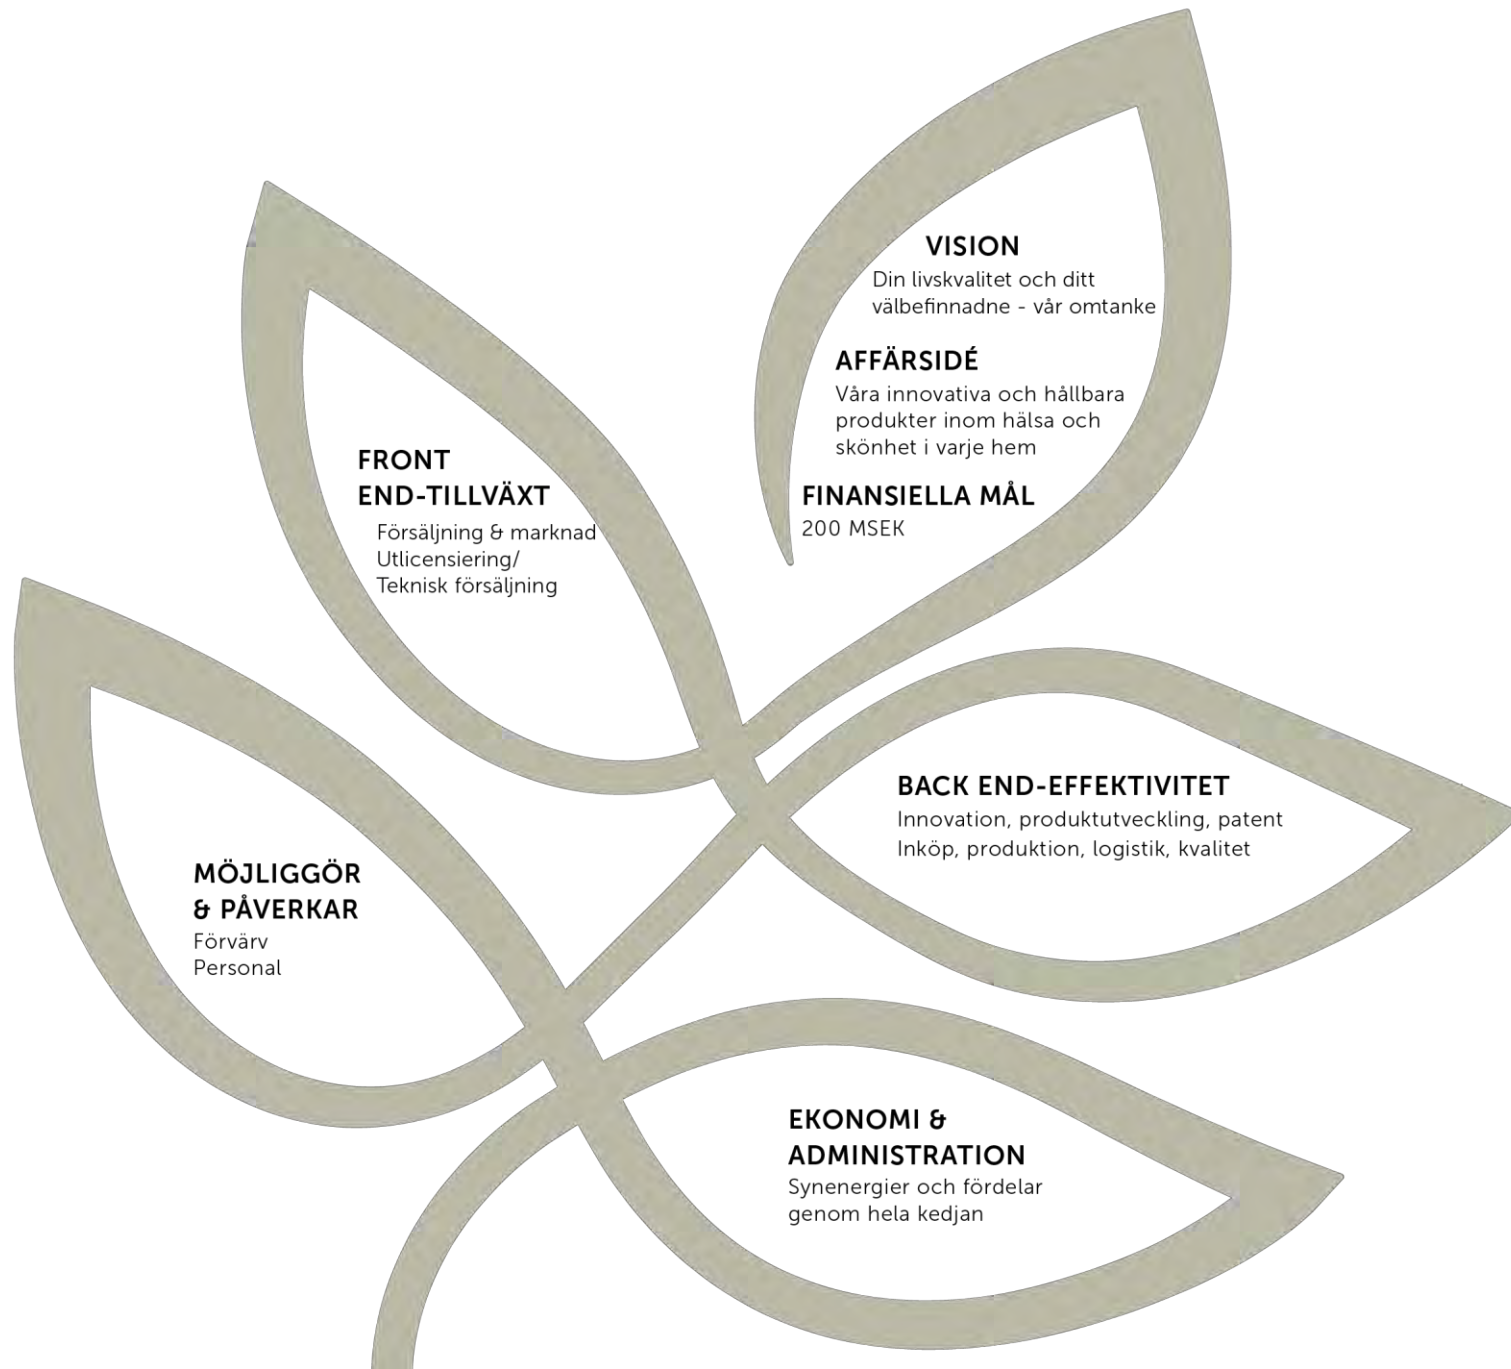 VISION
Din livskvalitet och ditt
välbefinnadne - vår omtanke
AFFÄRSIDÉ
Våra innovativa och hållbara
produkter inom hälsa och
skönhet i varje hem
FINANSIELLA MÅL
200 MSEK
FRONT
END-TILLVÄXT
Försäljning & marknad
Utlicensiering/
Teknisk försäljning
BACK END-EFFEKTIVITET
Innovation, produktutveckling, patent
Inköp, produktion, logistik, kvalitet
MÖJLIGGÖR
& PÅVERKAR
Förvärv
Personal
EKONOMI &
ADMINISTRATION
Synenergier och fördelar
genom hela kedjan